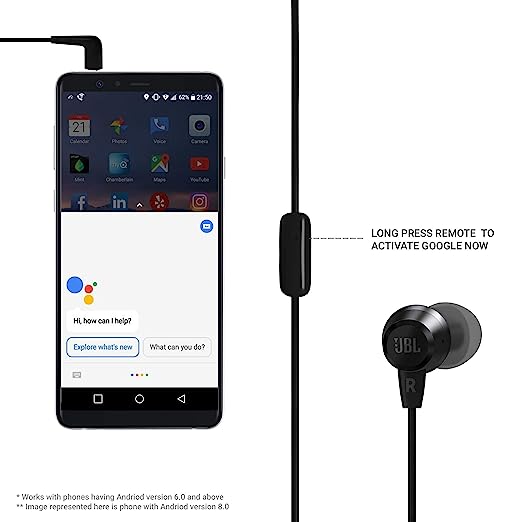 62% 21:50
21
Calendar
Photos
Voice
Camera
Mint
Chamberlain
Maps
YouTube
Hi, how can I help?
Explore what's new
What can you do?
LONG PRESS REMOTE TO
ACTIVATE GOOGLE NOW
JBL
R
* Works with phones having Andriod version 6.0 and above
** Image represented here is phone with Andriod version 8.0